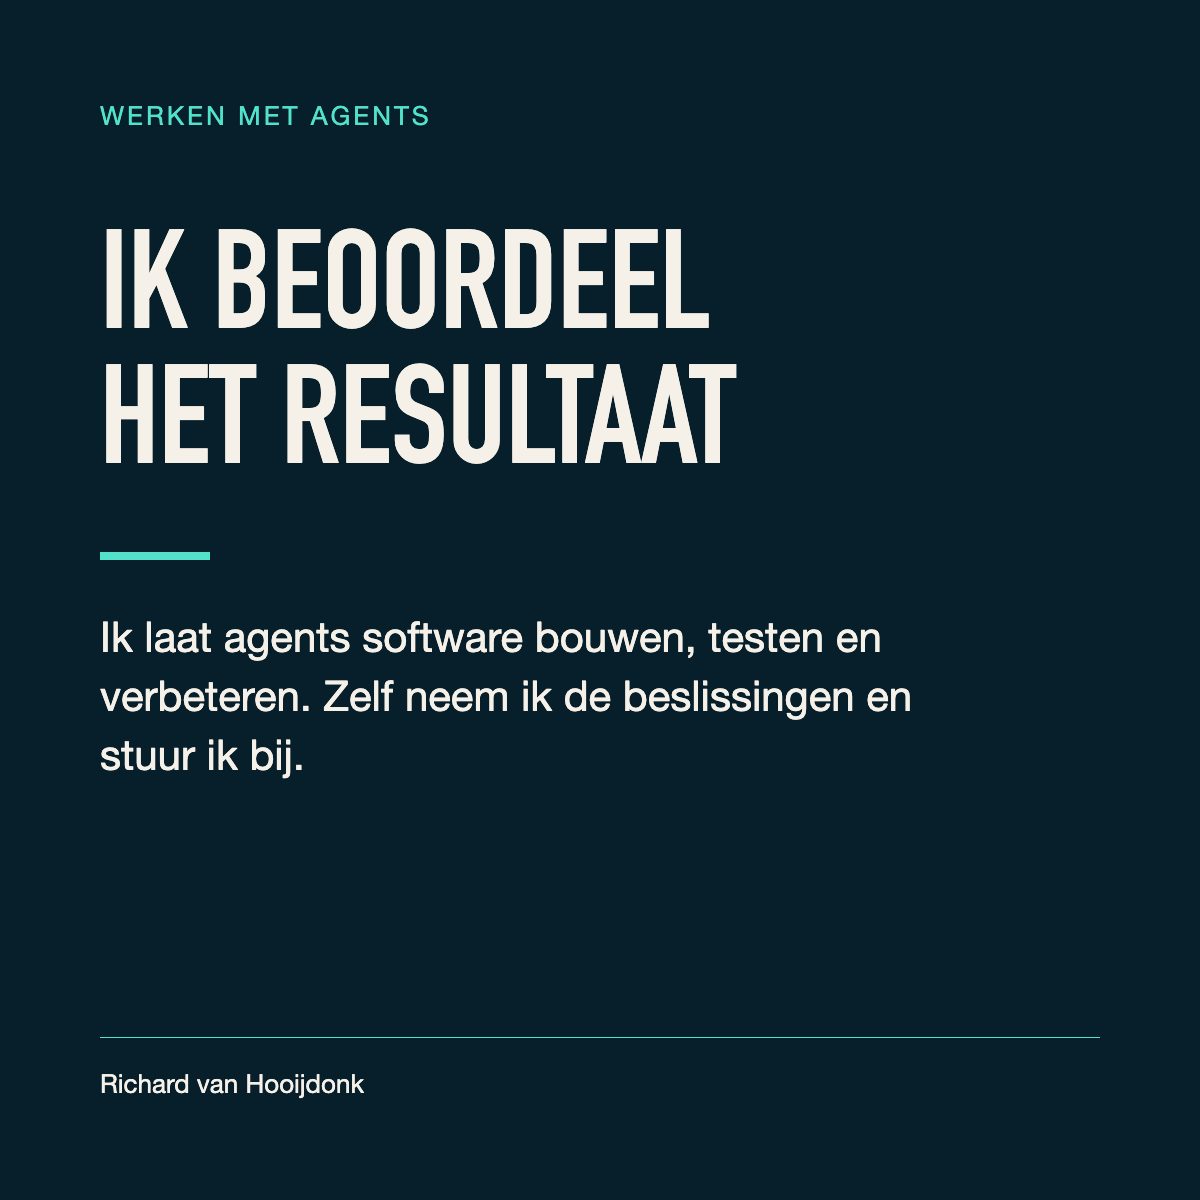 WERKEN MET AGENTS
IK BEOORDEEL
HET RESULTAAT
Ik laat agents software bouwen, testen en
verbeteren. Zelf neem ik de beslissingen en
stuur ik bij.
Richard van Hooijdonk